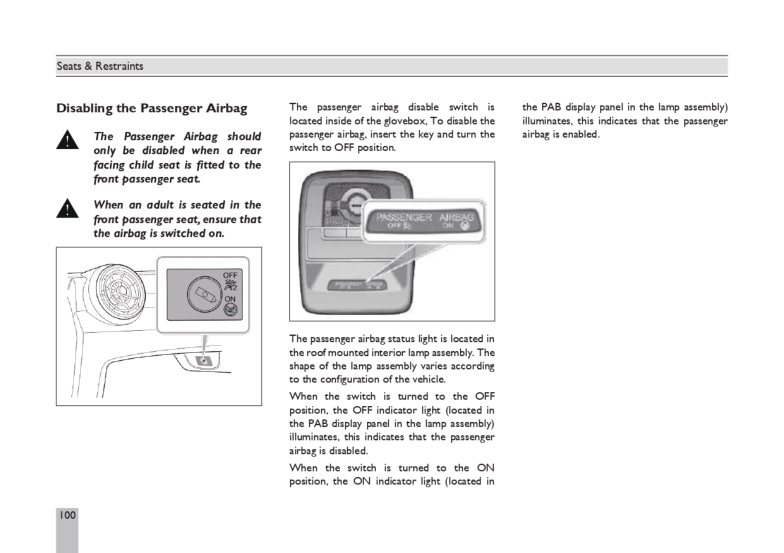 Seats & Restraints
Disabling the Passenger Airbag
The Passenger Airbag should
only be disabled when a rear
facing child seat is fitted to the
front passenger seat.
When an adult is seated in the
front passenger seat, ensure that
the airbag is switched on.
OFF
ON
The passenger airbag disable switch is
located inside of the glovebox, To disable the
passenger airbag, insert the key and turn the
switch to OFF position.
PASSENGER AIRBAG
OFF ON
The passenger airbag status light is located in
the roof mounted interior lamp assembly. The
shape of the lamp assembly varies according
to the configuration of the vehicle.
When the switch is turned to the OFF
position, the OFF indicator light (located in
the PAB display panel in the lamp assembly)
illuminates, this indicates that the passenger
airbag is disabled.
When the switch is turned to the ON
position, the ON indicator light (located in
the PAB display panel in the lamp assembly)
illuminates, this indicates that the passenger
airbag is enabled.
100